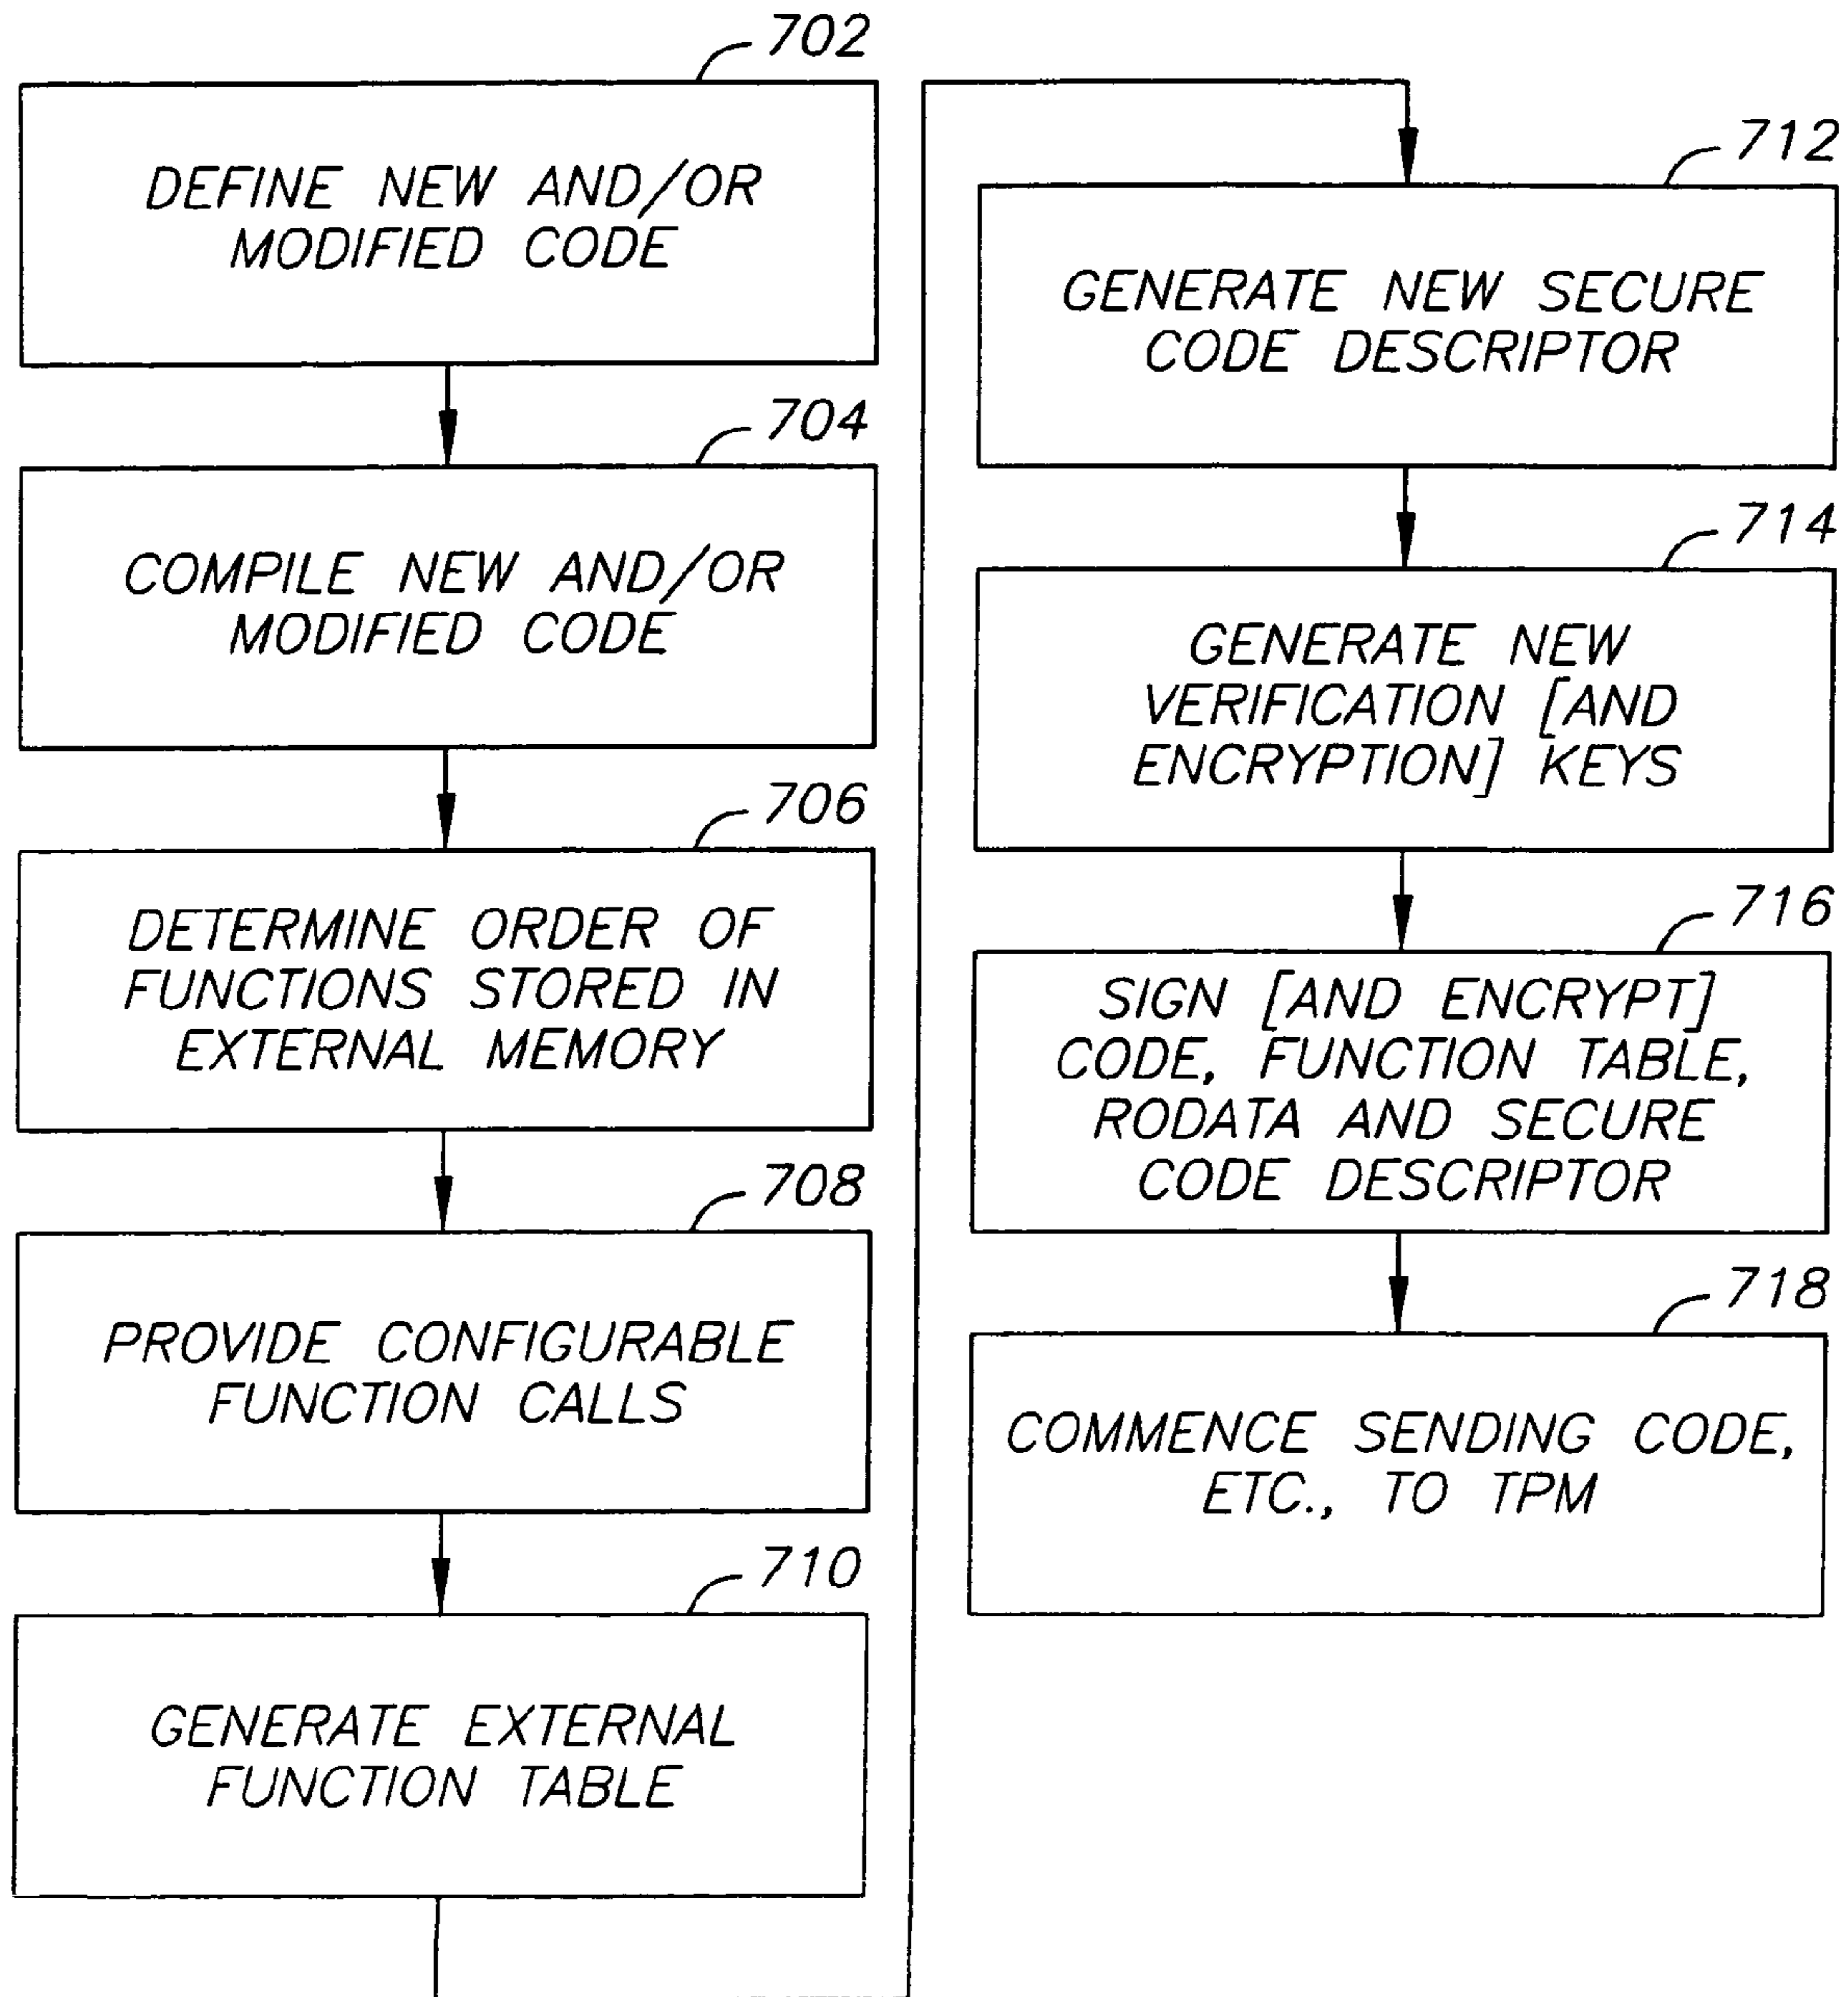 702
DEFINE NEW AND/OR
MODIFIED CODE
704
COMPILE NEW AND/OR
MODIFIED CODE
706
DETERMINE ORDER OF
FUNCTIONS STORED IN
EXTERNAL MEMORY
708
PROVIDE CONFIGURABLE
FUNCTION CALLS
710
GENERATE EXTERNAL
FUNCTION TABLE
712
GENERATE NEW SECURE
CODE DESCRIPTOR
714
GENERATE NEW
VERIFICATION [AND
ENCRYPTION] KEYS
716
SIGN [AND ENCRYPT]
CODE, FUNCTION TABLE,
RODATA AND SECURE
CODE DESCRIPTOR
718
COMMENCE SENDING CODE,
ETC., TO TPM